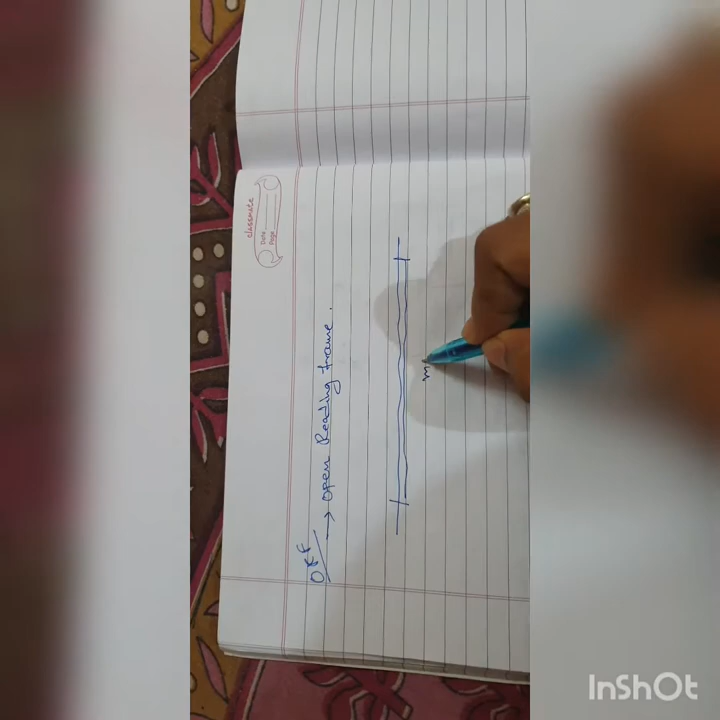 classmate
Date
Page
ORF
→ open Reading frame.
m
InShOt